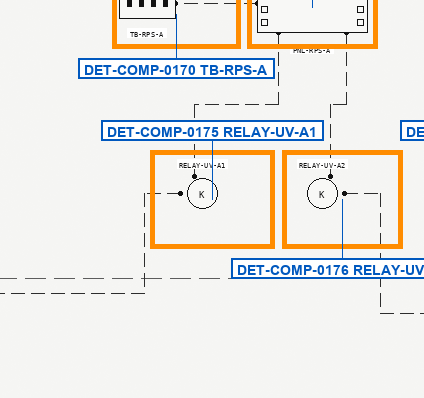 TB-RPS-A
PNL-RPS-A
DET-COMP-0170 TB-RPS-A
DET-COMP-0175 RELAY-UV-A1
DE
RELAY-UV-A1
RELAY-UV-A2
K
K
DET-COMP-0176 RELAY-UV